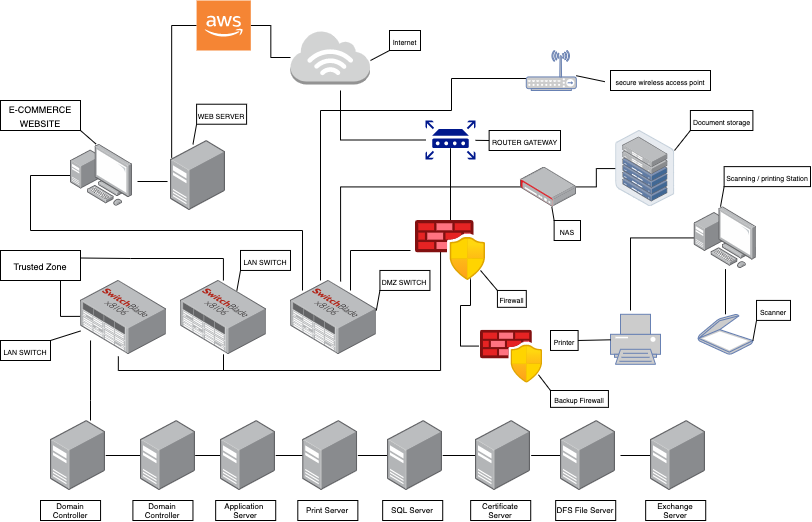 aws
Internet
secure wireless access point
E-COMMERCE
WEBSITE
WEB SERVER
Document storage
ROUTER GATEWAY
Scanning / printing Station
NAS
Trusted Zone
LAN SWITCH
DMZ SWITCH
SwitchBlade
x8106
SwitchBlade
x8106
SwitchBlade
x8106
Firewall
Scanner
LAN SWITCH
Printer
Backup Firewall
Domain
Controller
Domain
Controller
Application
Server
Print Server
SQL Server
Certificate
Server
DFS File Server
Exchange
Server